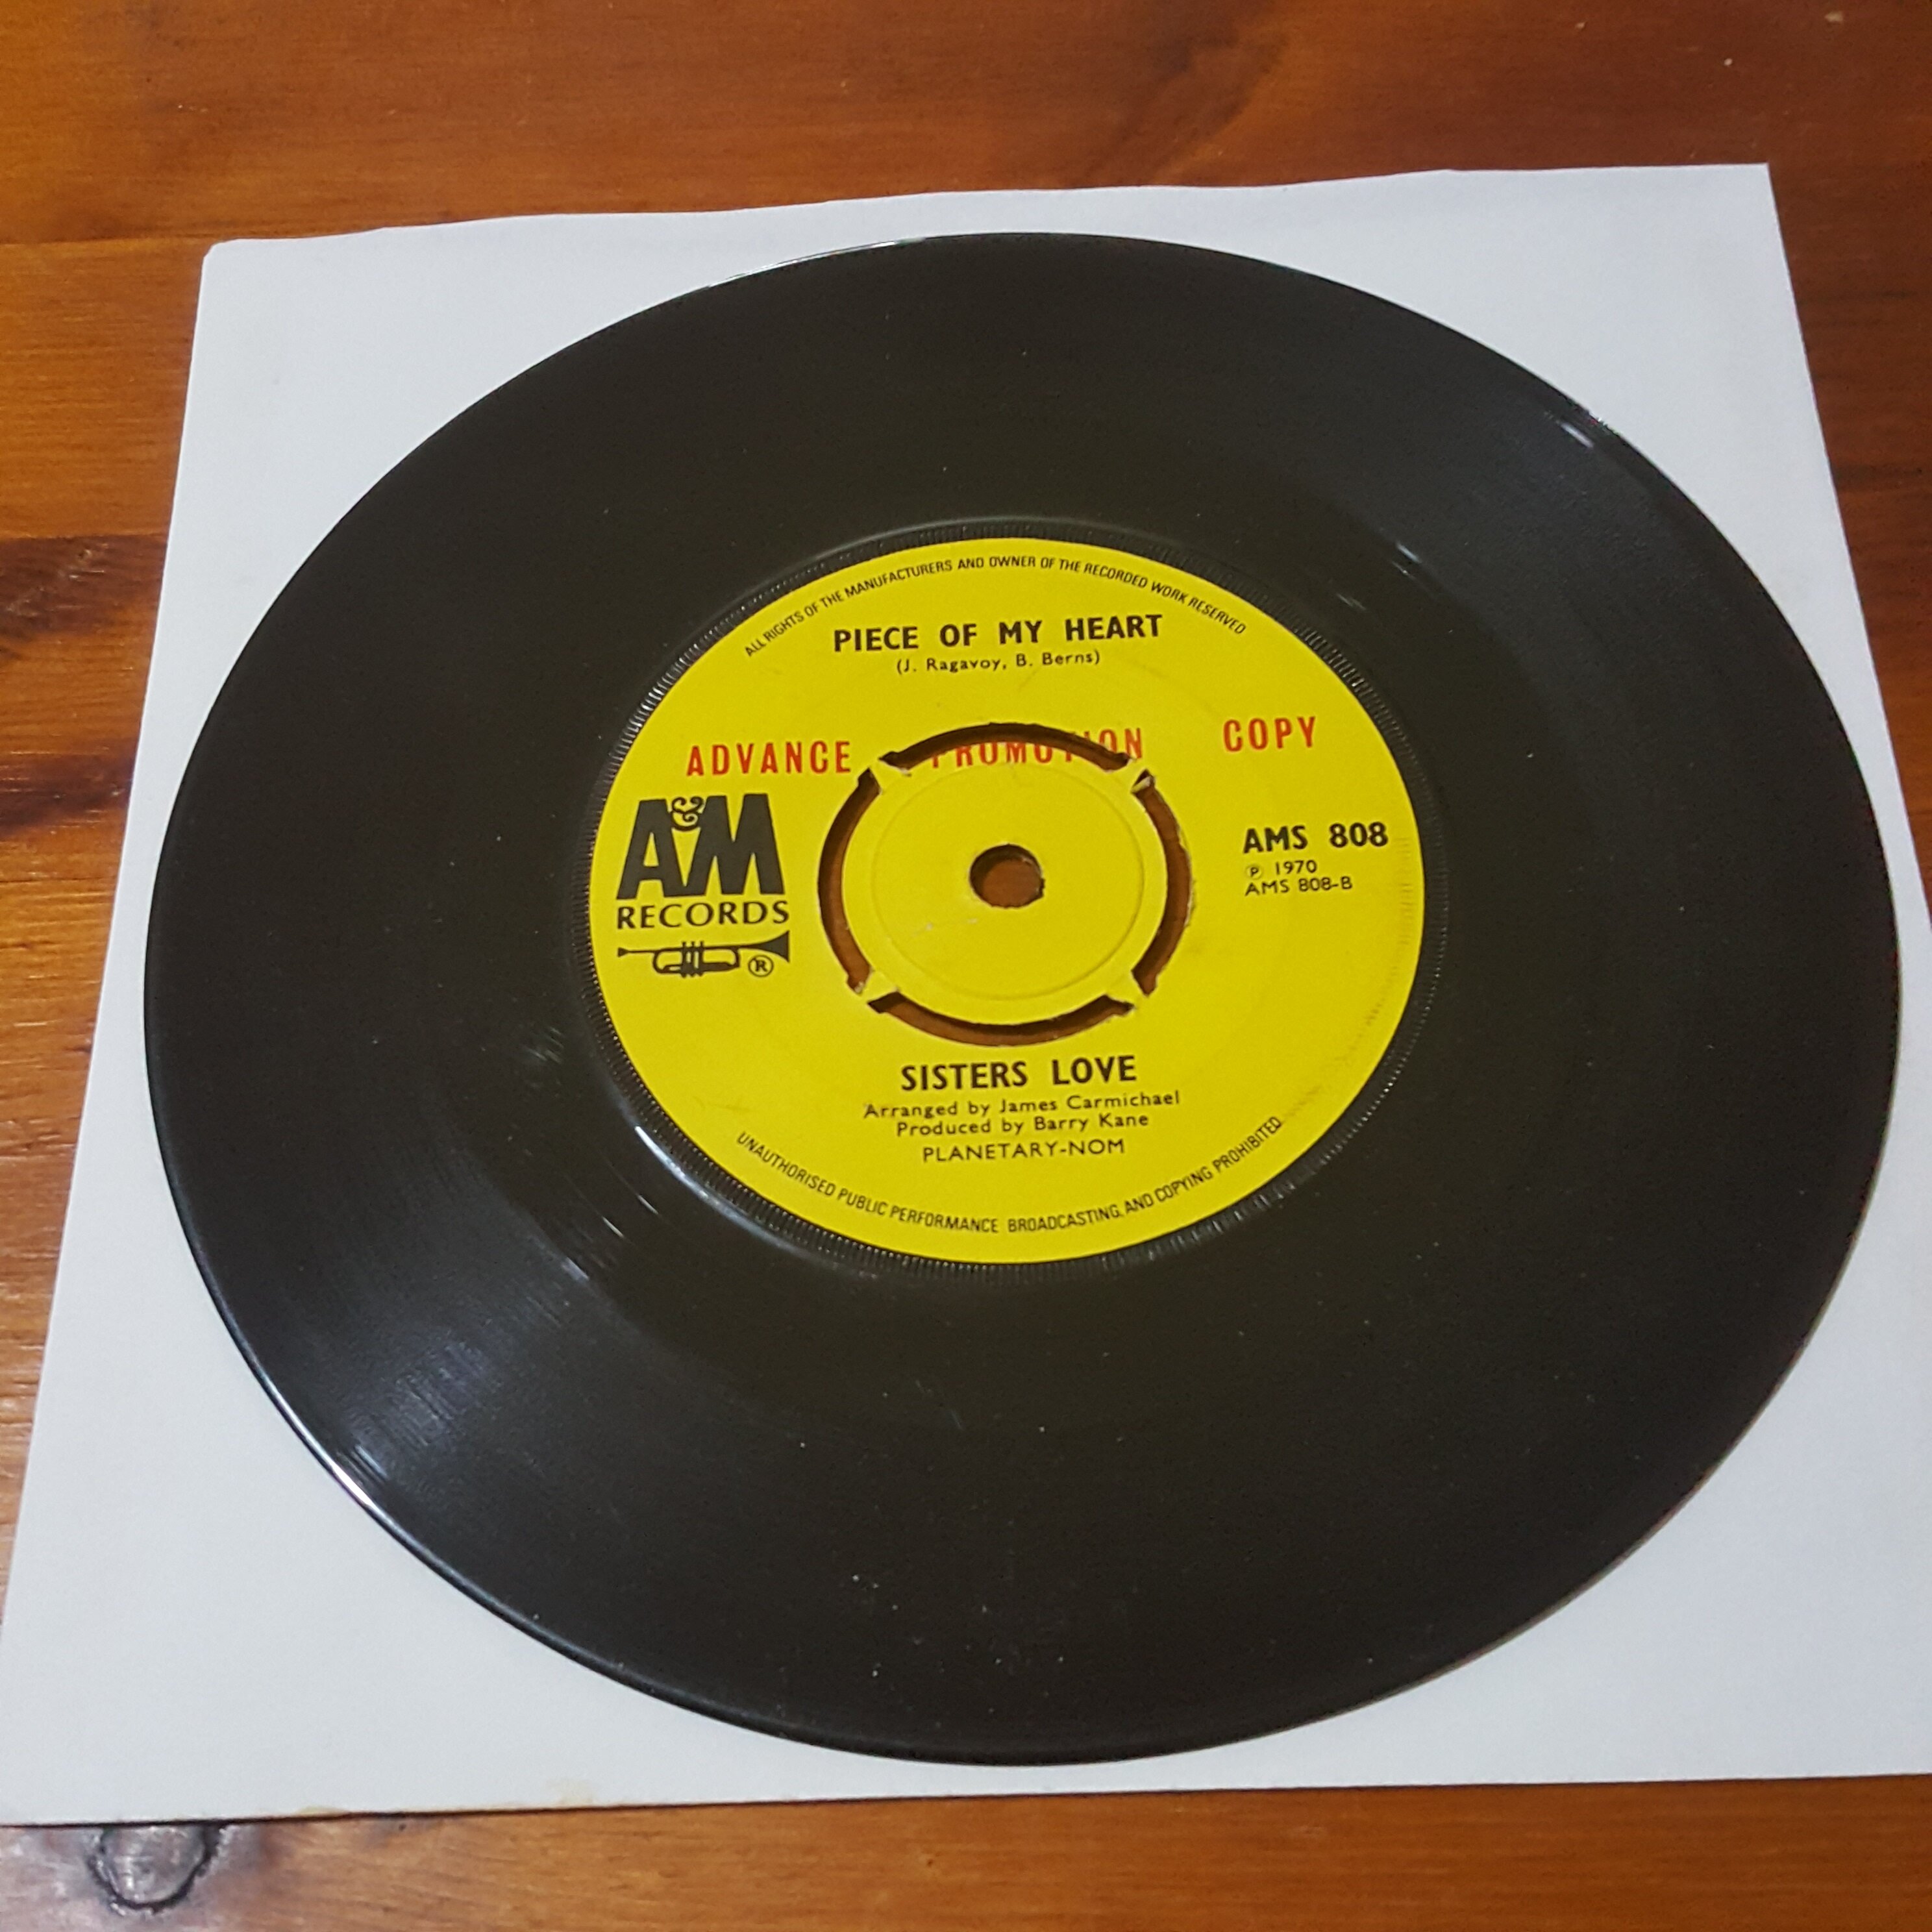 ALL RIGHTS OF THE MANUFACTURERS AND OWNER OF THE RECORDED WORK RESERVED
PIECE OF MY HEART
(J. Ragavoy, B. Berns)
ADVANCE PROMOTION COPY
A&M
RECORDS
®
AMS 808
℗ 1970
AMS 808-B
SISTERS LOVE
Arranged by James Carmichael
Produced by Barry Kane
PLANETARY-NOM
UNAUTHORISED PUBLIC PERFORMANCE BROADCASTING, AND COPYING PROHIBITED